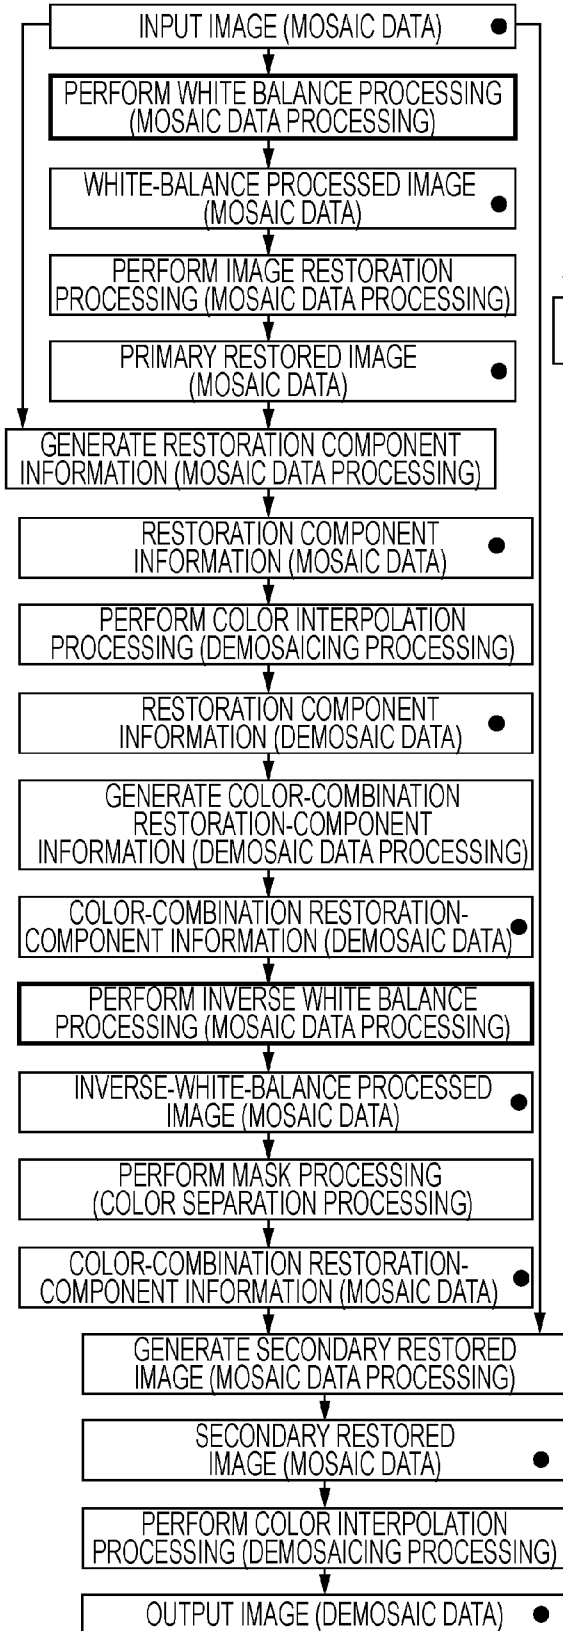 INPUT IMAGE (MOSAIC DATA)
PERFORM WHITE BALANCE PROCESSING
(MOSAIC DATA PROCESSING)
WHITE-BALANCE PROCESSED IMAGE
(MOSAIC DATA)
PERFORM IMAGE RESTORATION
PROCESSING (MOSAIC DATA PROCESSING)
PRIMARY RESTORED IMAGE
(MOSAIC DATA)
GENERATE RESTORATION COMPONENT
INFORMATION (MOSAIC DATA PROCESSING)
RESTORATION COMPONENT
INFORMATION (MOSAIC DATA)
PERFORM COLOR INTERPOLATION
PROCESSING (DEMOSAICING PROCESSING)
RESTORATION COMPONENT
INFORMATION (DEMOSAIC DATA)
GENERATE COLOR-COMBINATION
RESTORATION-COMPONENT
INFORMATION (DEMOSAIC DATA PROCESSING)
COLOR-COMBINATION RESTORATION-
COMPONENT INFORMATION (DEMOSAIC DATA)
PERFORM INVERSE WHITE BALANCE
PROCESSING (MOSAIC DATA PROCESSING)
INVERSE-WHITE-BALANCE PROCESSED
IMAGE (MOSAIC DATA)
PERFORM MASK PROCESSING
(COLOR SEPARATION PROCESSING)
COLOR-COMBINATION RESTORATION-
COMPONENT INFORMATION (MOSAIC DATA)
GENERATE SECONDARY RESTORED
IMAGE (MOSAIC DATA PROCESSING)
SECONDARY RESTORED
IMAGE (MOSAIC DATA)
PERFORM COLOR INTERPOLATION
PROCESSING (DEMOSAICING PROCESSING)
OUTPUT IMAGE (DEMOSAIC DATA)